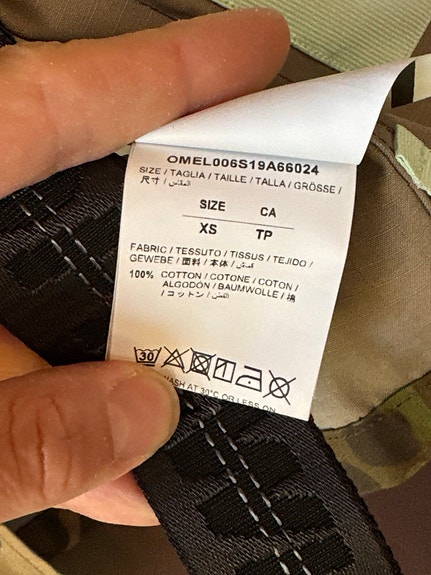 OMEL006S19A66024
SIZE / TAGLIA / TAILLE / TALLA / GRÖSSE /
尺寸 / المقاس /
SIZE CA
XS TP
FABRIC / TESSUTO / TISSUS / TEJIDO /
GEWEBE / 面料 / 本体 / قماش /
100% COTTON / COTONE / COTON /
ALGODÓN / BAUMWOLLE / 棉
/ コットン / القطن /
30
WASH AT 30°C OR LESS ON